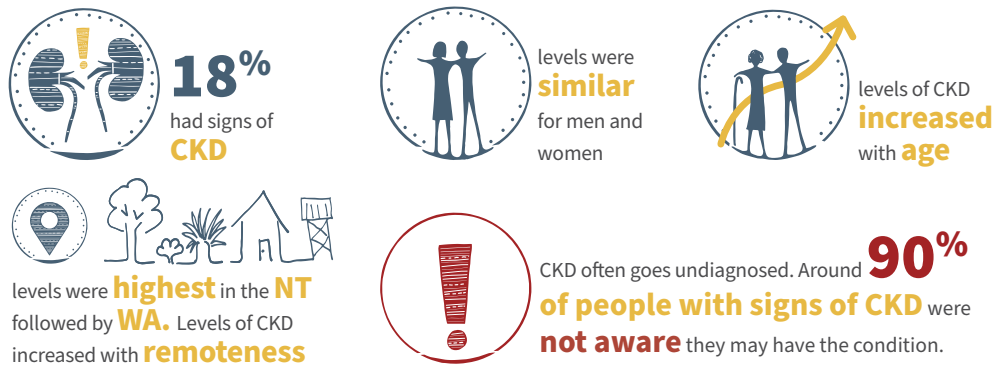 18%
had signs of
CKD
levels were
similar
for men and
women
levels of CKD
increased
with age
levels were highest in the NT
followed by WA. Levels of CKD
increased with remoteness
CKD often goes undiagnosed. Around 90%
of people with signs of CKD were
not aware they may have the condition.